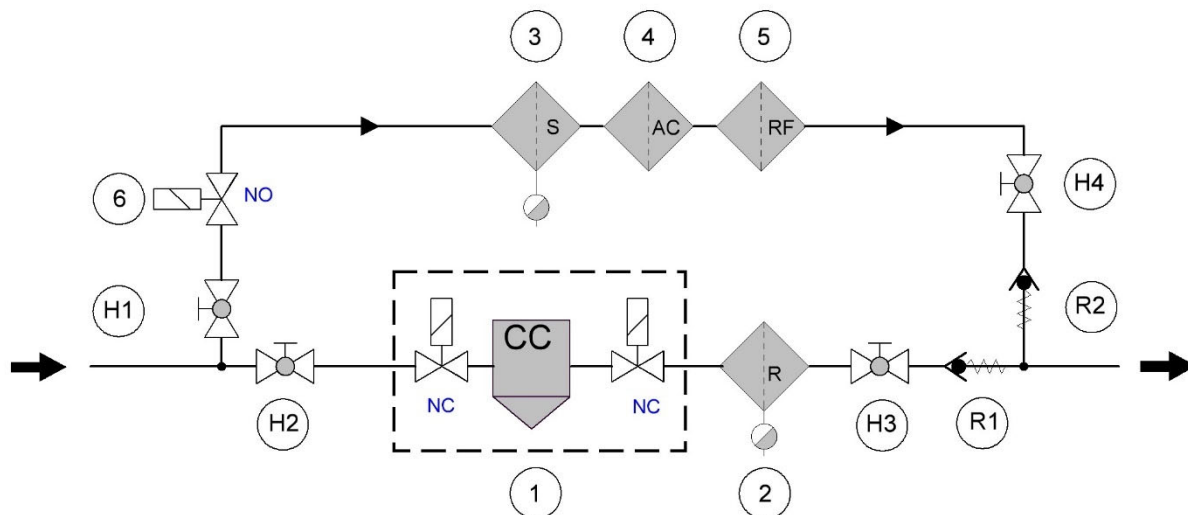 3 4 5
S AC RF
6 NO H4
H1 CC R2
R
NC NC
H2 H3 R1
1 2